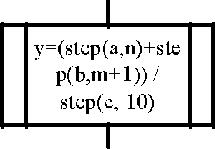 y=(step(a,n)+ste
p(b,m+1)) /
step(c, 10)